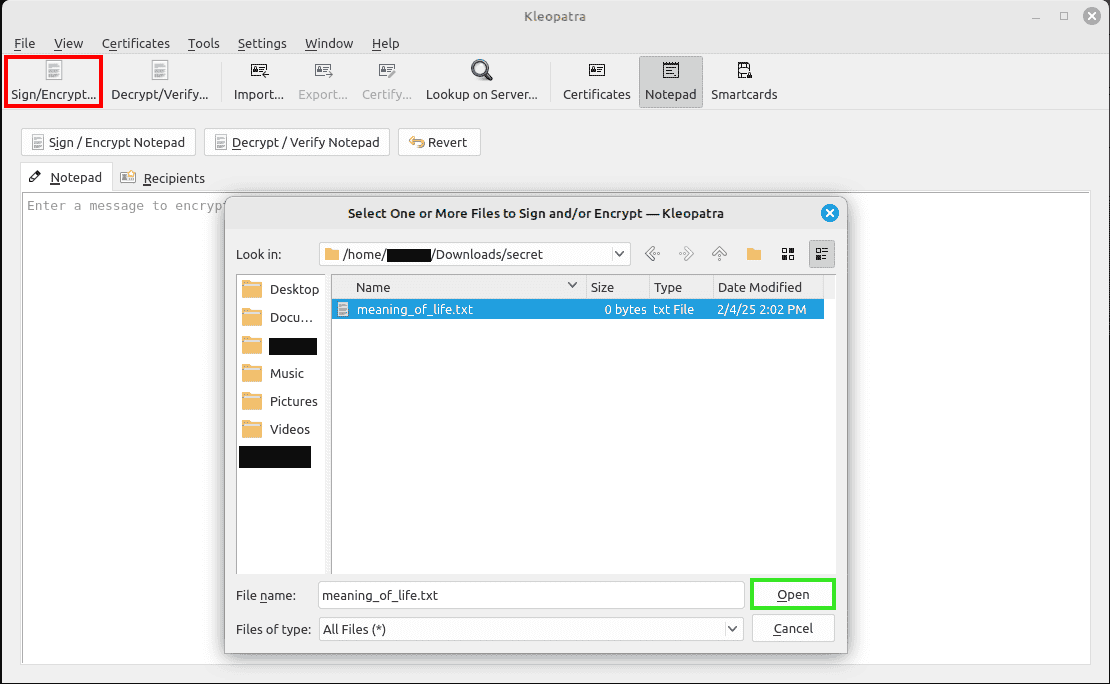 Kleopatra
File View Certificates Tools Settings Window Help
Sign/Encrypt... Decrypt/Verify... Import... Export... Certify... Lookup on Server... Certificates Notepad Smartcards
Sign / Encrypt Notepad Decrypt / Verify Notepad Revert
Notepad Recipients
Enter a message to encryp
Select One or More Files to Sign and/or Encrypt — Kleopatra
Look in: /home/ /Downloads/secret
Name Size Type Date Modified
Desktop
meaning_of_life.txt 0 bytes txt File 2/4/25 2:02 PM
Docu...
Music
Pictures
Videos
File name: meaning_of_life.txt Open
Files of type: All Files (*) Cancel